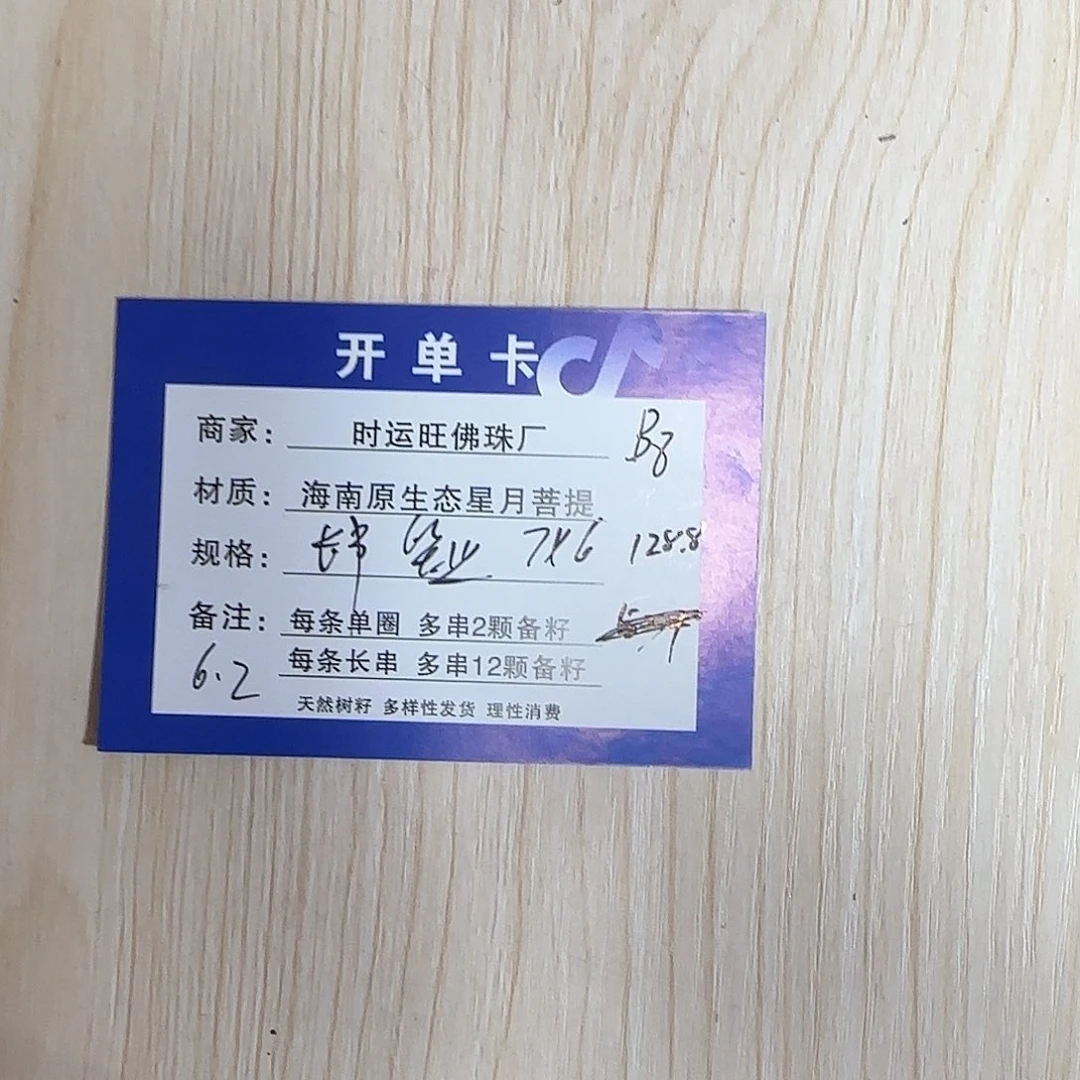 开单卡
商家：时运旺佛珠厂 B8
材质：海南原生态星月菩提
规格：长串 7X6 128.8
备注：每条单圈 多串2颗备籽
每条长串 多串12颗备籽
6.2
天然树籽 多样性发货 理性消费